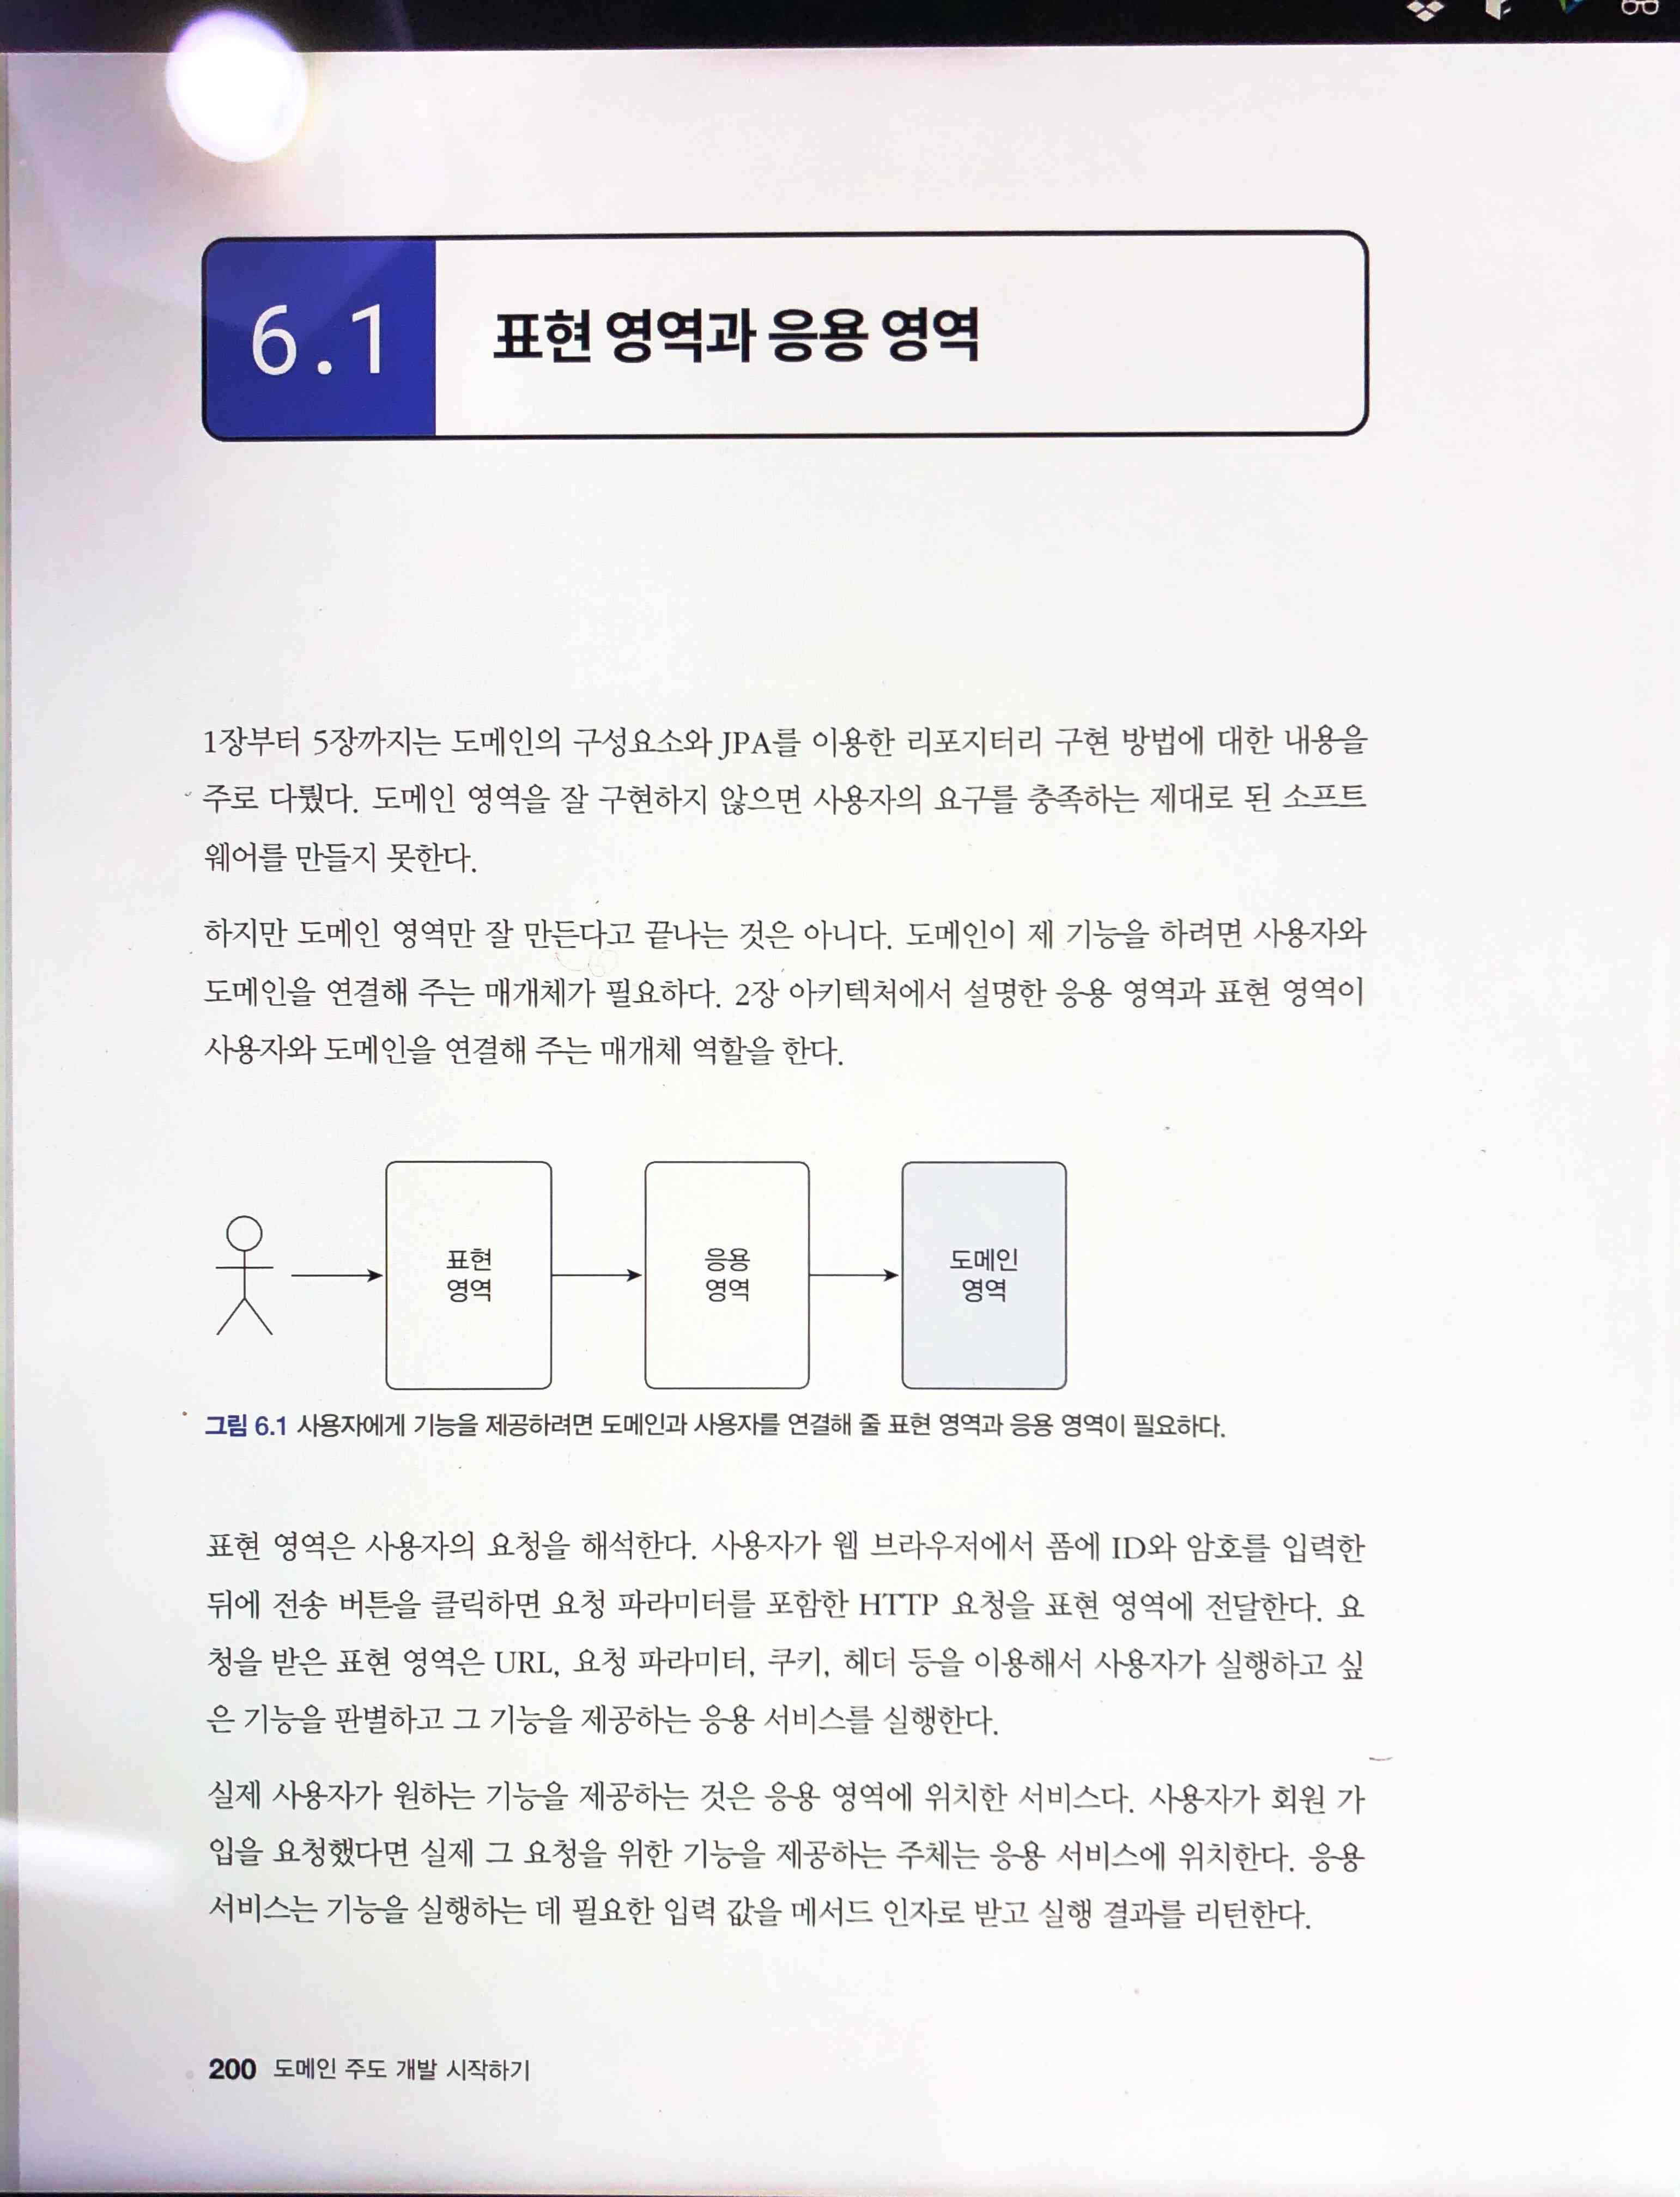 6.1
표현 영역과 응용 영역
1장부터 5장까지는 도메인의 구성요소와 JPA를 이용한 리포지터리 구현 방법에 대한 내용을
주로 다뤘다. 도메인 영역을 잘 구현하지 않으면 사용자의 요구를 충족하는 제대로 된 소프트
웨어를 만들지 못한다.
하지만 도메인 영역만 잘 만든다고 끝나는 것은 아니다. 도메인이 제 기능을 하려면 사용자와
도메인을 연결해 주는 매개체가 필요하다. 2장 아키텍처에서 설명한 응용 영역과 표현 영역이
사용자와 도메인을 연결해 주는 매개체 역할을 한다.
표현
영역
응용
영역
도메인
영역
그림 6.1 사용자에게 기능을 제공하려면 도메인과 사용자를 연결해 줄 표현 영역과 응용 영역이 필요하다.
표현 영역은 사용자의 요청을 해석한다. 사용자가 웹 브라우저에서 폼에 ID와 암호를 입력한
뒤에 전송 버튼을 클릭하면 요청 파라미터를 포함한 HTTP 요청을 표현 영역에 전달한다. 요
청을 받은 표현 영역은 URL, 요청 파라미터, 쿠키, 헤더 등을 이용해서 사용자가 실행하고 싶
은 기능을 판별하고 그 기능을 제공하는 응용 서비스를 실행한다.
실제 사용자가 원하는 기능을 제공하는 것은 응용 영역에 위치한 서비스다. 사용자가 회원 가
입을 요청했다면 실제 그 요청을 위한 기능을 제공하는 주체는 응용 서비스에 위치한다. 응용
서비스는 기능을 실행하는 데 필요한 입력 값을 메서드 인자로 받고 실행 결과를 리턴한다.
200 도메인 주도 개발 시작하기